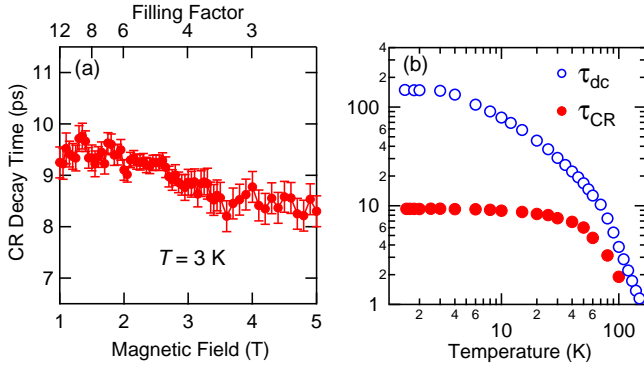 Filling Factor
12 8 6 4 3
(a)
11
10
9
8
7
CR Decay Time (ps)
T = 3 K
1 2 3 4 5
Magnetic Field (T)
(b)
τdc
τCR
4
2
100
6
4
2
10
6
4
2
1
2 4 6 2 4 6
10 100
Temperature (K)